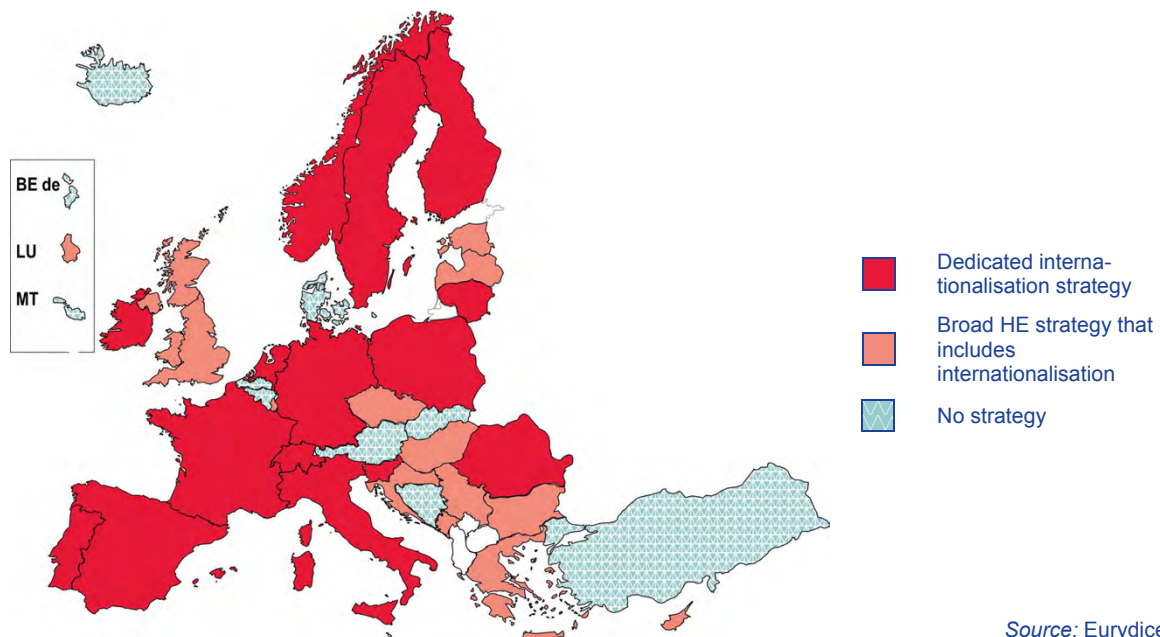 BE de
LU
MT
Dedicated interna-
tionalisation strategy
Broad HE strategy that
includes
internationalisation
No strategy
Source: Eurydice